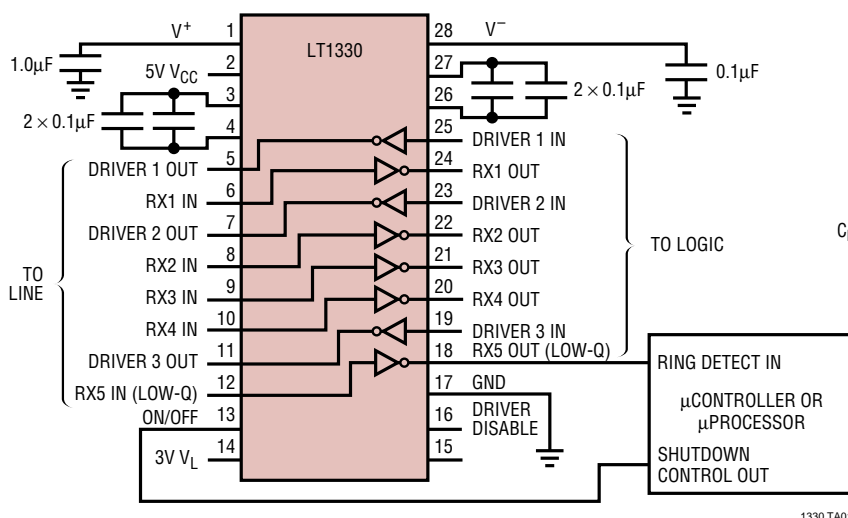 V+
1
28
V–
LT1330
1.0µF
2
27
0.1µF
5V VCC
3
26
2 × 0.1µF
2 × 0.1µF
4
25
DRIVER 1 IN
DRIVER 1 OUT
5
24
RX1 OUT
RX1 IN
6
23
DRIVER 2 IN
DRIVER 2 OUT
7
22
RX2 OUT
TO LOGIC
RX2 IN
8
21
RX3 OUT
TO
LINE
RX3 IN
9
20
RX4 OUT
RX4 IN
10
19
DRIVER 3 IN
DRIVER 3 OUT
11
18
RX5 OUT (LOW-Q)
RING DETECT IN
RX5 IN (LOW-Q)
12
17
GND
µCONTROLLER OR
µPROCESSOR
ON/OFF
13
16
DRIVER
DISABLE
3V VL
14
15
SHUTDOWN
CONTROL OUT